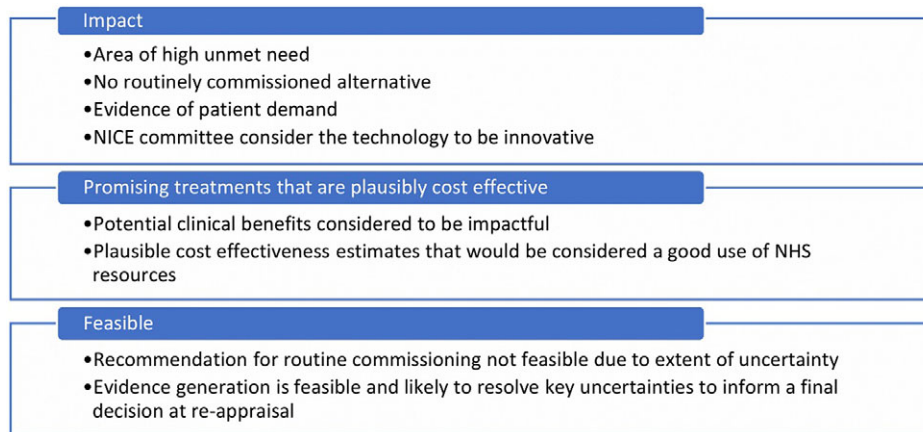 Impact
•Area of high unmet need
•No routinely commissioned alternative
•Evidence of patient demand
•NICE committee consider the technology to be innovative
Promising treatments that are plausibly cost effective
•Potential clinical benefits considered to be impactful
•Plausible cost effectiveness estimates that would be considered a good use of NHS
resources
Feasible
•Recommendation for routine commissioning not feasible due to extent of uncertainty
•Evidence generation is feasible and likely to resolve key uncertainties to inform a final
decision at re-appraisal